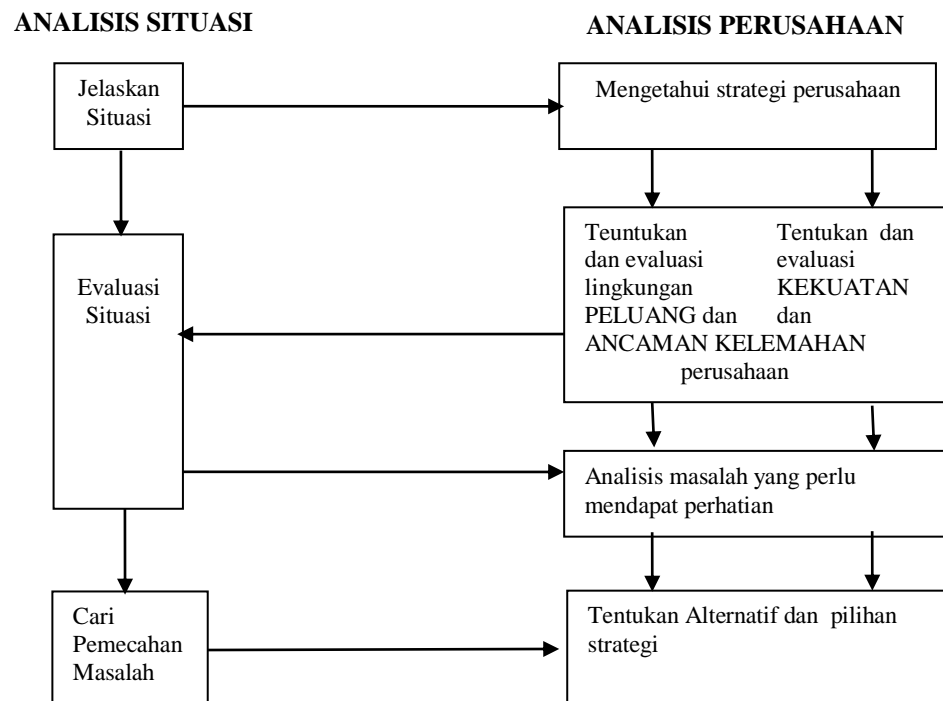 ANALISIS SITUASI
ANALISIS PERUSAHAAN
Jelaskan
Situasi
Mengetahui strategi perusahaan
Evaluasi
Situasi
Teuntukan Tentukan dan
dan evaluasi evaluasi
lingkungan KEKUATAN
PELUANG dan dan
ANCAMAN KELEMAHAN
perusahaan
Analisis masalah yang perlu
mendapat perhatian
Cari
Pemecahan
Masalah
Tentukan Alternatif dan pilihan
strategi